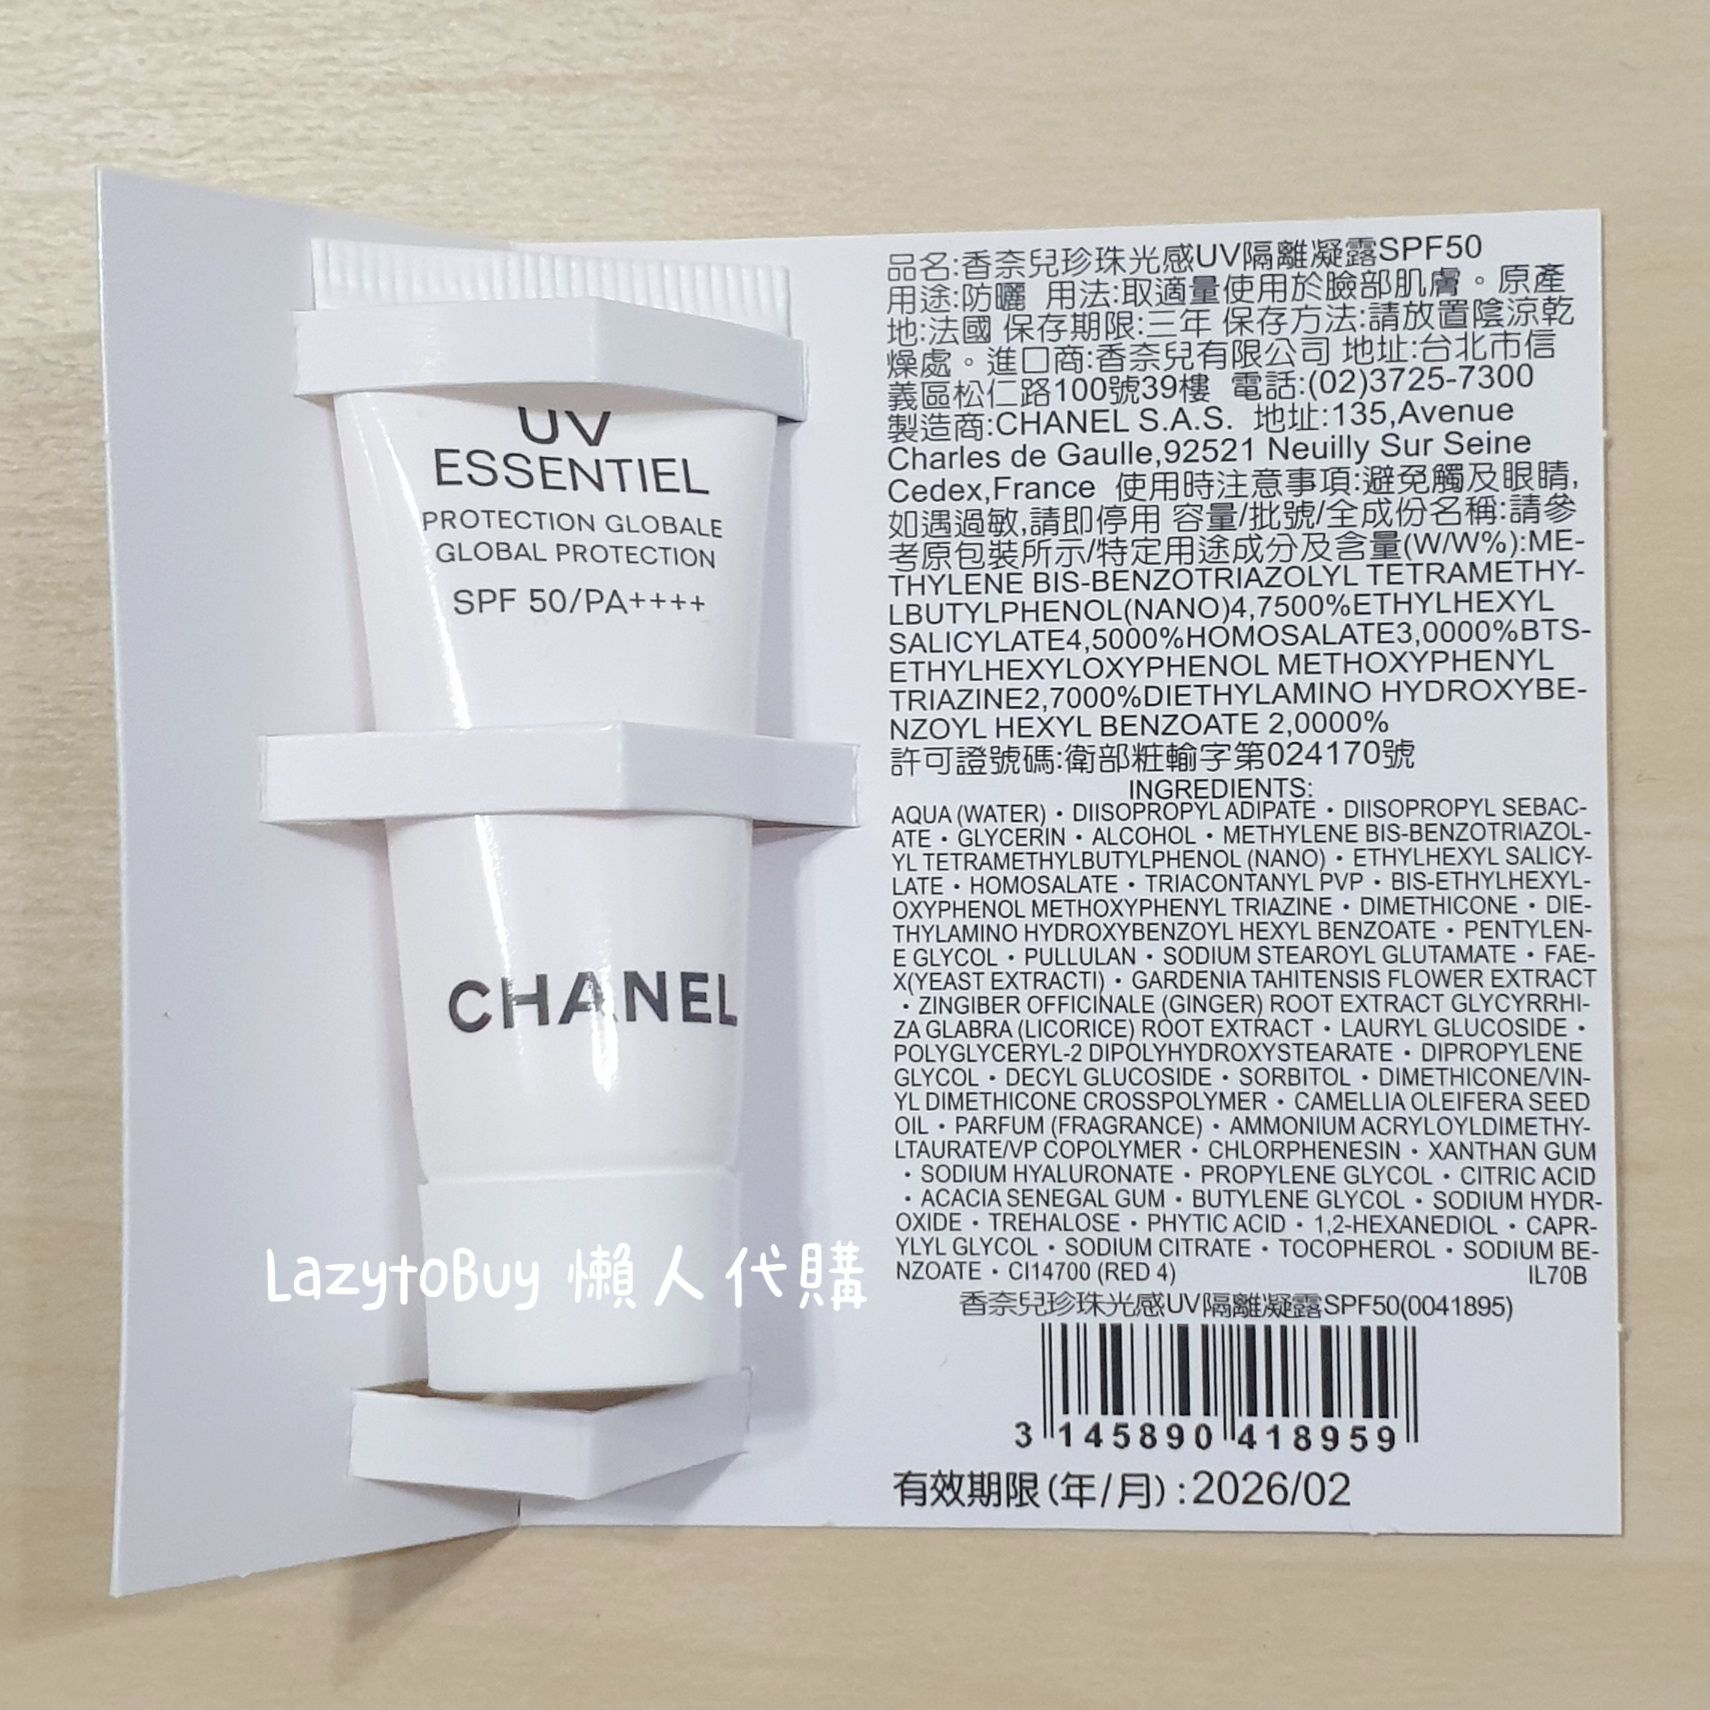 UV
ESSENTIEL
PROTECTION GLOBALE
GLOBAL PROTECTION
SPF 50/PA++++
CHANEL
LazytoBuy 懶人代購
品名:香奈兒珍珠光感UV隔離凝露SPF50
用途:防曬 用法:取適量使用於臉部肌膚。原產
地:法國 保存期限:三年 保存方法:請放置陰涼乾
燥處。進口商:香奈兒有限公司 地址:台北市信
義區松仁路100號39樓 電話:(02)3725-7300
製造商:CHANEL S.A.S. 地址:135,Avenue
Charles de Gaulle,92521 Neuilly Sur Seine
Cedex,France 使用時注意事項:避免觸及眼睛,
如遇過敏,請即停用 容量/批號/全成份名稱:請參
考原包裝所示/特定用途成分及含量(W/W%):ME-
THYLENE BIS-BENZOTRIAZOLYL TETRAMETHY-
LBUTYLPHENOL(NANO)4,7500%ETHYLHEXYL
SALICYLATE4,5000%HOMOSALATE3,0000%BTS-
ETHYLHEXYLOXYPHENOL METHOXYPHENYL
TRIAZINE2,7000%DIETHYLAMINO HYDROXYBE-
NZOYL HEXYL BENZOATE 2,0000%
許可證號碼:衛部粧輸字第024170號
INGREDIENTS:
AQUA (WATER) • DIISOPROPYL ADIPATE • DIISOPROPYL SEBAC-
ATE • GLYCERIN • ALCOHOL • METHYLENE BIS-BENZOTRIAZOL-
YL TETRAMETHYLBUTYLPHENOL (NANO) • ETHYLHEXYL SALICY-
LATE • HOMOSALATE • TRIACONTANYL PVP • BIS-ETHYLHEXYL-
OXYPHENOL METHOXYPHENYL TRIAZINE • DIMETHICONE • DIE-
THYLAMINO HYDROXYBENZOYL HEXYL BENZOATE • PENTYLEN-
E GLYCOL • PULLULAN • SODIUM STEAROYL GLUTAMATE • FAE-
X(YEAST EXTRACTI) • GARDENIA TAHITENSIS FLOWER EXTRACT
• ZINGIBER OFFICINALE (GINGER) ROOT EXTRACT GLYCYRRHI-
ZA GLABRA (LICORICE) ROOT EXTRACT • LAURYL GLUCOSIDE •
POLYGLYCERYL-2 DIPOLYHYDROXYSTEARATE • DIPROPYLENE
GLYCOL • DECYL GLUCOSIDE • SORBITOL • DIMETHICONE/VIN-
YL DIMETHICONE CROSSPOLYMER • CAMELLIA OLEIFERA SEED
OIL • PARFUM (FRAGRANCE) • AMMONIUM ACRYLOYLDIMETHY-
LTAURATE/VP COPOLYMER • CHLORPHENESIN • XANTHAN GUM
• SODIUM HYALURONATE • PROPYLENE GLYCOL • CITRIC ACID
• ACACIA SENEGAL GUM • BUTYLENE GLYCOL • SODIUM HYDR-
OXIDE • TREHALOSE • PHYTIC ACID • 1,2-HEXANEDIOL • CAPR-
YLYL GLYCOL • SODIUM CITRATE • TOCOPHEROL • SODIUM BE-
NZOATE • CI14700 (RED 4) IL70B
香奈兒珍珠光感UV隔離凝露SPF50(0041895)
3 145890 418959
有效期限(年/月):2026/02